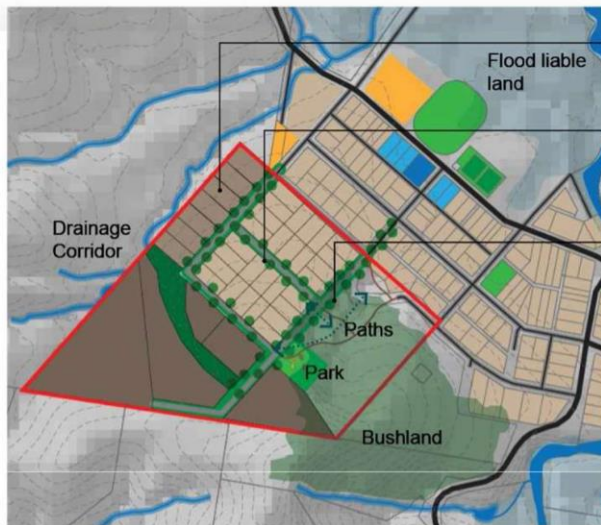 Flood liable
land
Drainage
Corridor
Paths
Park
Bushland